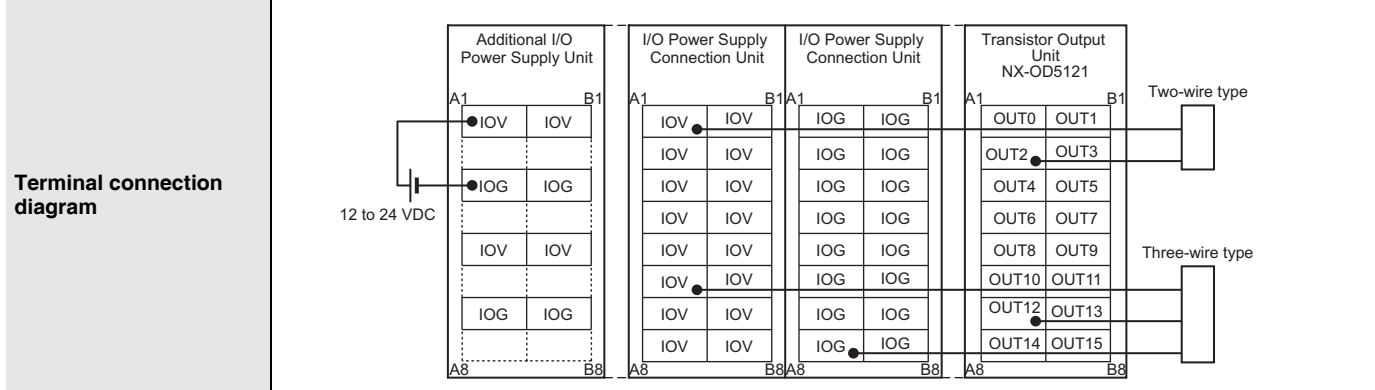 Terminal connection
diagram
Additional I/O
Power Supply Unit
I/O Power Supply
Connection Unit
I/O Power Supply
Connection Unit
Transistor Output
Unit
NX-OD5121
Two-wire type
A1 B1 A1 B1 A1 B1 A1 B1
IOV IOV IOV IOV IOG IOG OUT0 OUT1
IOV IOV IOG IOG OUT2 OUT3
IOG IOG IOV IOV IOG IOG OUT4 OUT5
12 to 24 VDC
IOV IOV IOG IOG OUT6 OUT7
IOV IOV IOV IOV IOG IOG OUT8 OUT9
Three-wire type
IOV IOV IOG IOG OUT10 OUT11
IOG IOG IOV IOV IOG IOG OUT12 OUT13
IOV IOV IOG IOG OUT14 OUT15
A8 B8 A8 B8 A8 B8 A8 B8